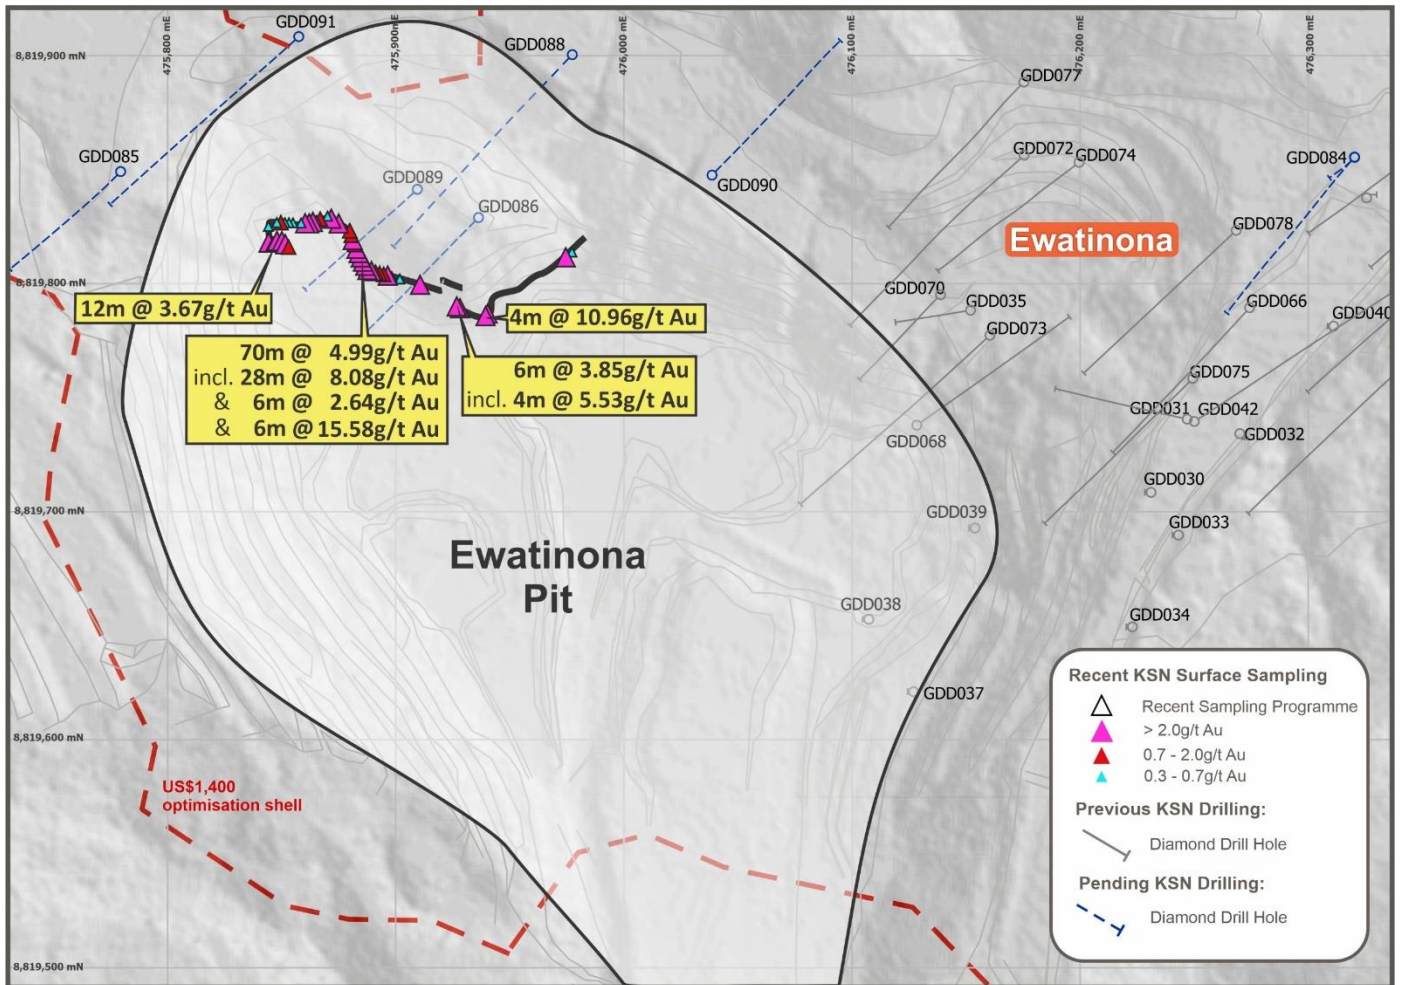 GDD091
475,800 mE
475,900mE
GDD088
476,000 mE
476,100 mE
476,200 mE
476,300 mE
8,819,900 mN
GDD077
GDD085
GDD072
GDD074
GDD084
GDD089
GDD090
GDD086
GDD078
Ewatinona
8,819,800 mN
GDD070
GDD035
GDD066
GDD040
GDD073
12m @ 3.67g/t Au
4m @ 10.96g/t Au
70m @ 4.99g/t Au
incl. 28m @ 8.08g/t Au
& 6m @ 2.64g/t Au
& 6m @ 15.58g/t Au
6m @ 3.85g/t Au
incl. 4m @ 5.53g/t Au
GDD075
GDD031
GDD042
GDD068
GDD032
GDD030
8,819,700 mN
GDD039
GDD033
Ewatinona
Pit
GDD038
GDD034
GDD037
8,819,600 mN
US$1,400
optimisation shell
8,819,500 mN
Recent KSN Surface Sampling
Recent Sampling Programme
> 2.0g/t Au
0.7 - 2.0g/t Au
0.3 - 0.7g/t Au
Previous KSN Drilling:
Diamond Drill Hole
Pending KSN Drilling:
Diamond Drill Hole